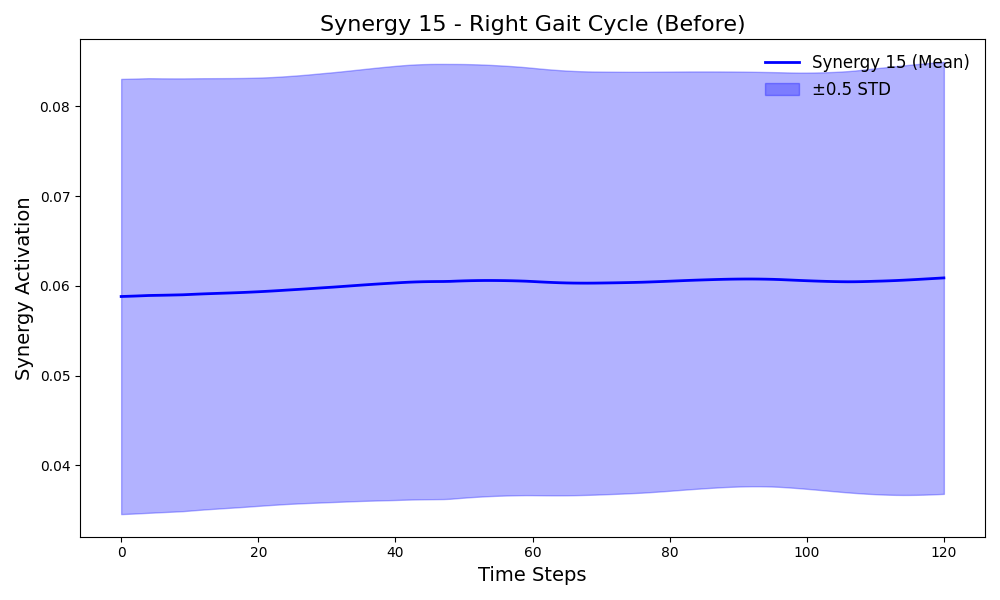 Synergy 15 - Right Gait Cycle (Before)
Synergy 15 (Mean)
±0.5 STD
Synergy Activation
0.08
0.07
0.06
0.05
0.04
0 20 40 60 80 100 120
Time Steps